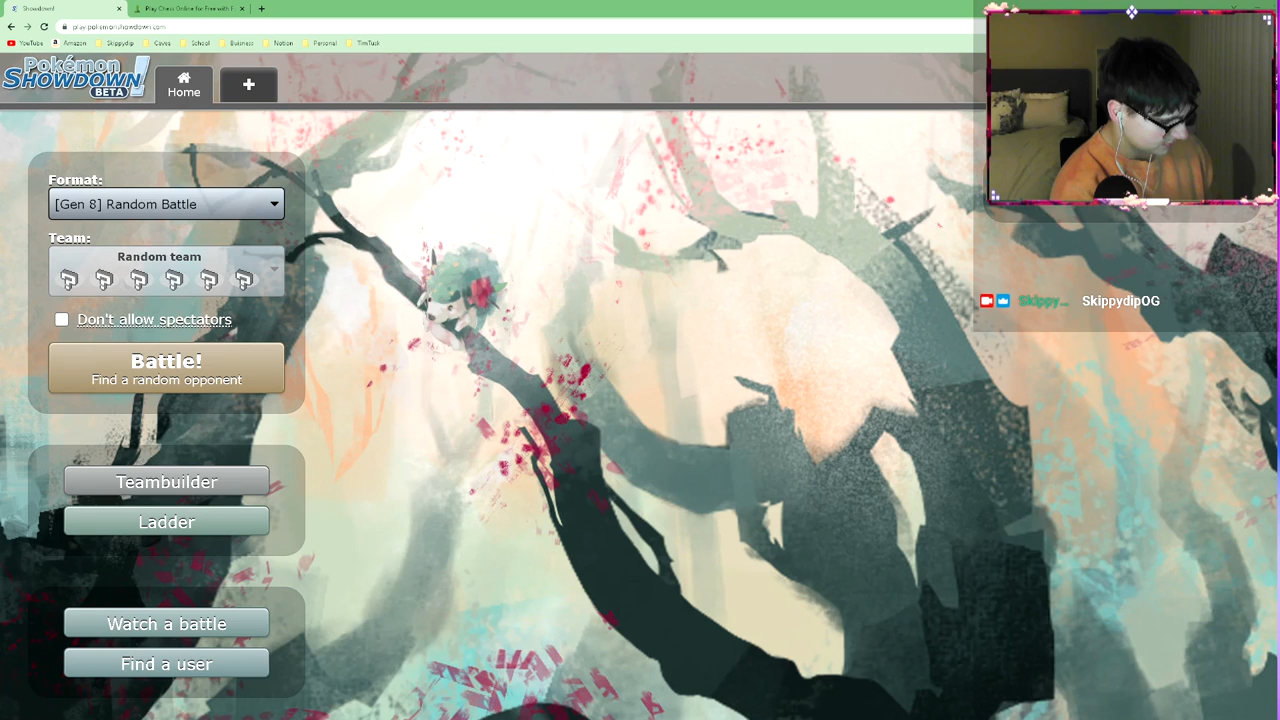 Showdown!
Play Chess Online for Free with F
play.pokemonshowdown.com
YouTube
Amazon
Skippydip
Cevea
School
Buisness
Notion
Personal
TimTuck
Pokémon
SHOWDOWN!
BETA
Home
Format:
[Gen 8] Random Battle
Team:
Random team
Don't allow spectators
Battle!
Find a random opponent
Teambuilder
Ladder
Watch a battle
Find a user
Skippy... SkippydipOG